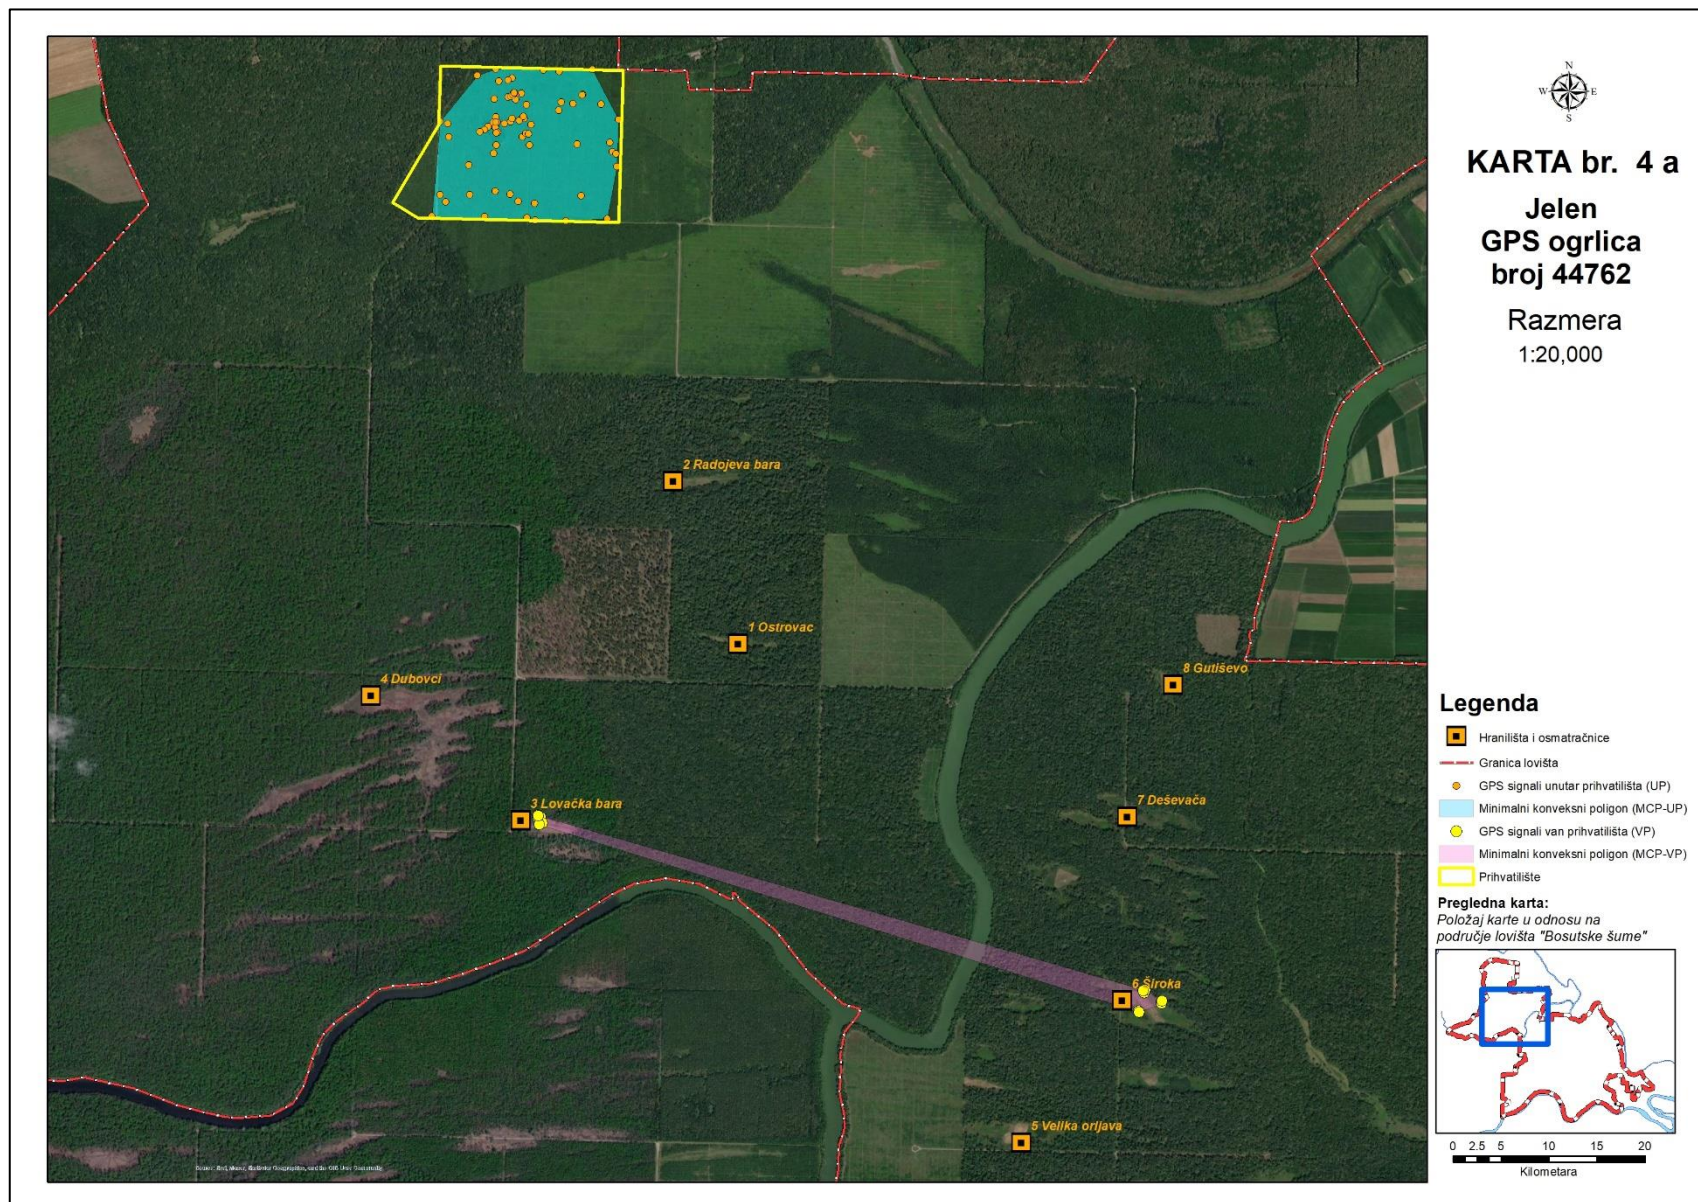 N
W E
S
KARTA br. 4 a
Jelen
GPS ogrlica
broj 44762
Razmera
1:20,000
2 Radojeva bara
1 Ostrovac
4 Dubovci
8 Gutiševo
3 Lovačka bara
7 Deševača
6 Široka
5 Velika orljava
Legenda
Hranilišta i osmatračnice
Granica lovišta
GPS signali unutar prihvatilišta (UP)
Minimalni konveksni poligon (MCP-UP)
GPS signali van prihvatilišta (VP)
Minimalni konveksni poligon (MCP-VP)
Prihvatilište
Pregledna karta:
Položaj karte u odnosu na
područje lovišta "Bosutske šume"
0 2.5 5 10 15 20
Kilometara